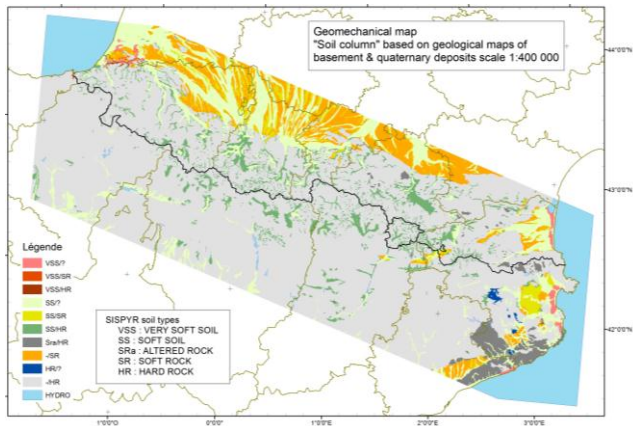 Geomechanical map
"Soil column" based on geological maps of
basement & quaternary deposits scale 1:400 000
44°0'0"N
43°0'0"N
42°0'0"N
Légende
VSS/?
VSS/SR
VSS/HR
SS/?
SS/SR
SS/HR
Sra/HR
-/SR
HR/?
-/HR
HYDRO
SISPYR soil types
VSS : VERY SOFT SOIL
SS : SOFT SOIL
SRa : ALTERED ROCK
SR : SOFT ROCK
HR : HARD ROCK
1°0'0"O
0°0'0"
1°0'0"E
2°0'0"E
3°0'0"E